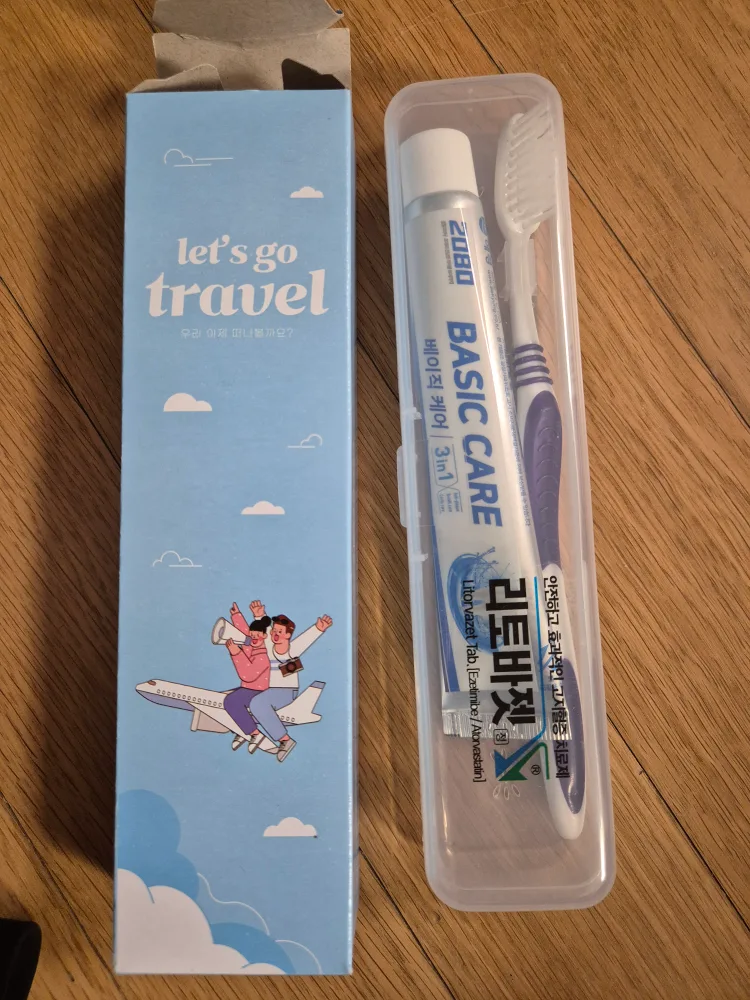 let's go
travel
우리 이제 떠나볼까요?
2080
BASIC CARE
베이직 케어
3in1
안전하고 효과적인 고지혈증 치료제
리토바젯 정
®
Litorvazet Tab. [Ezetimibe / Atorvastatin]